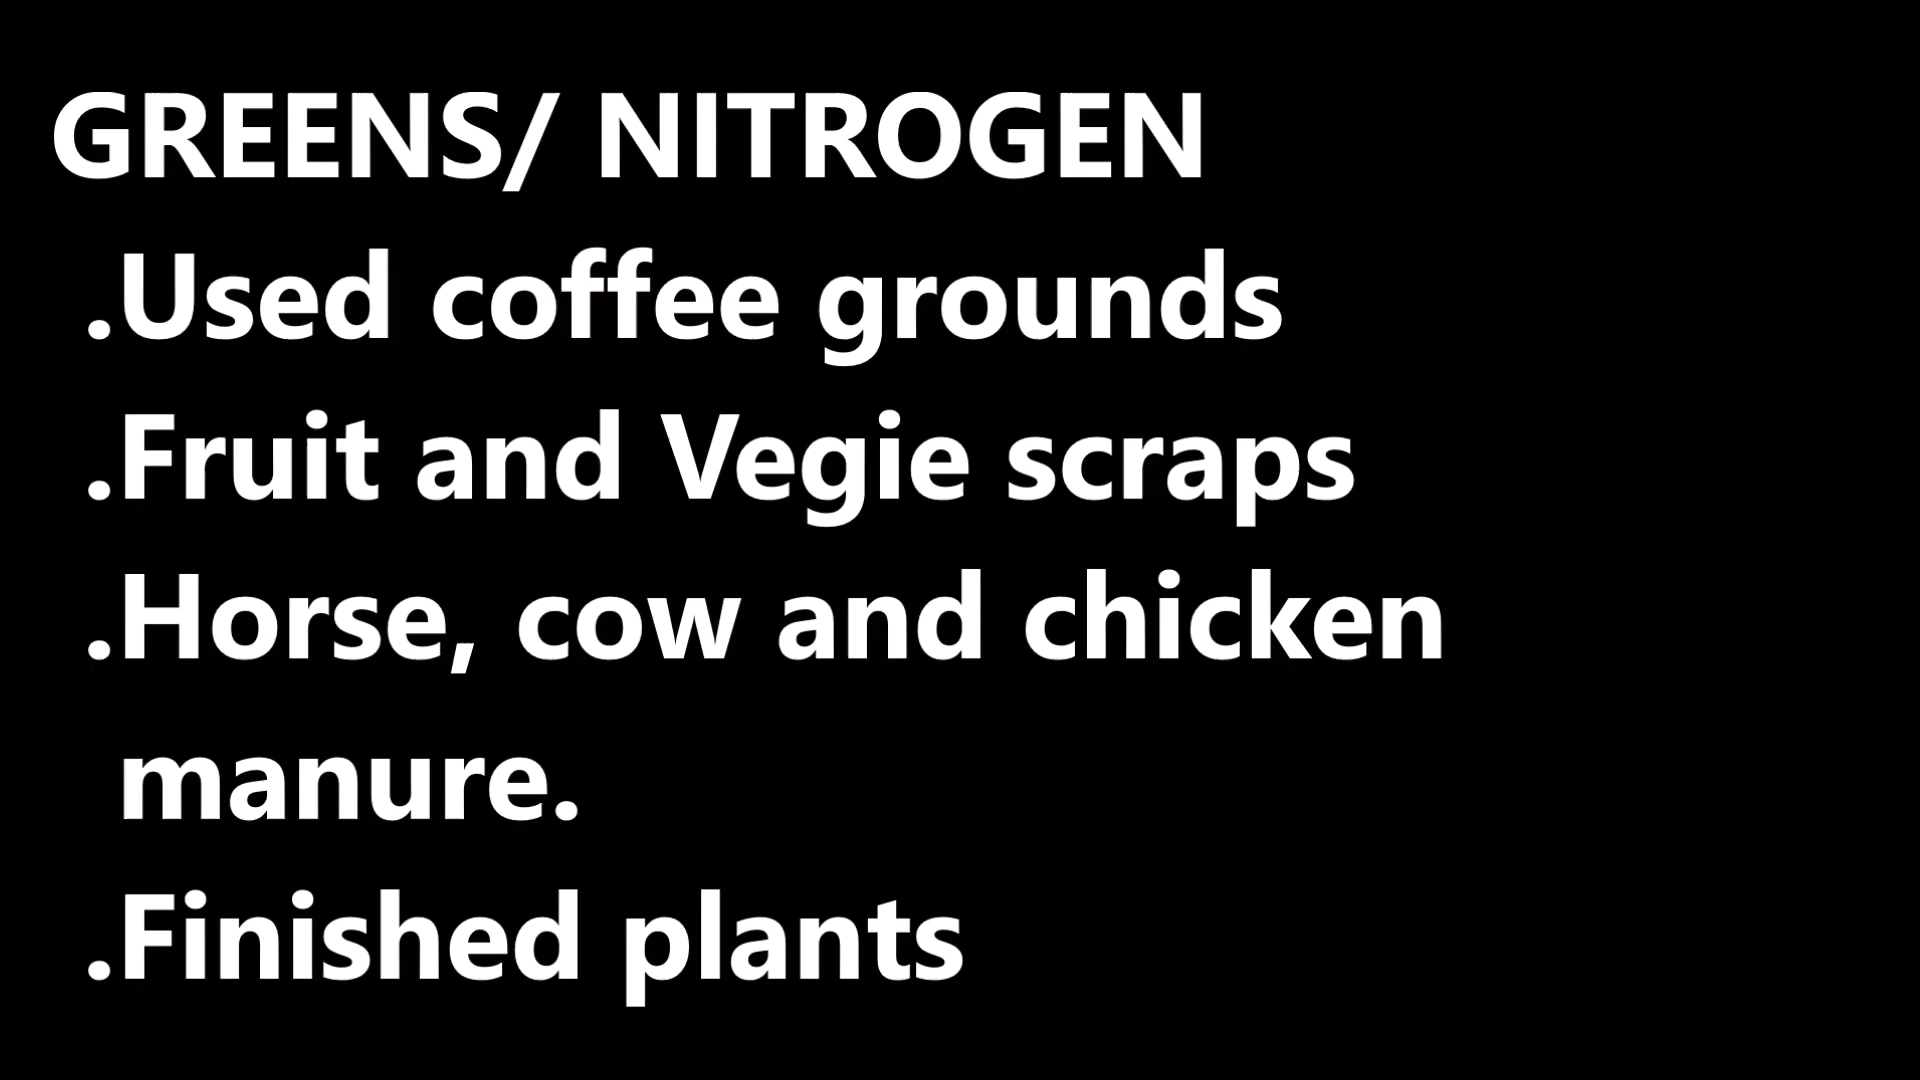 GREENS/ NITROGEN
.Used coffee grounds
.Fruit and Vegie scraps
.Horse, cow and chicken
manure.
.Finished plants